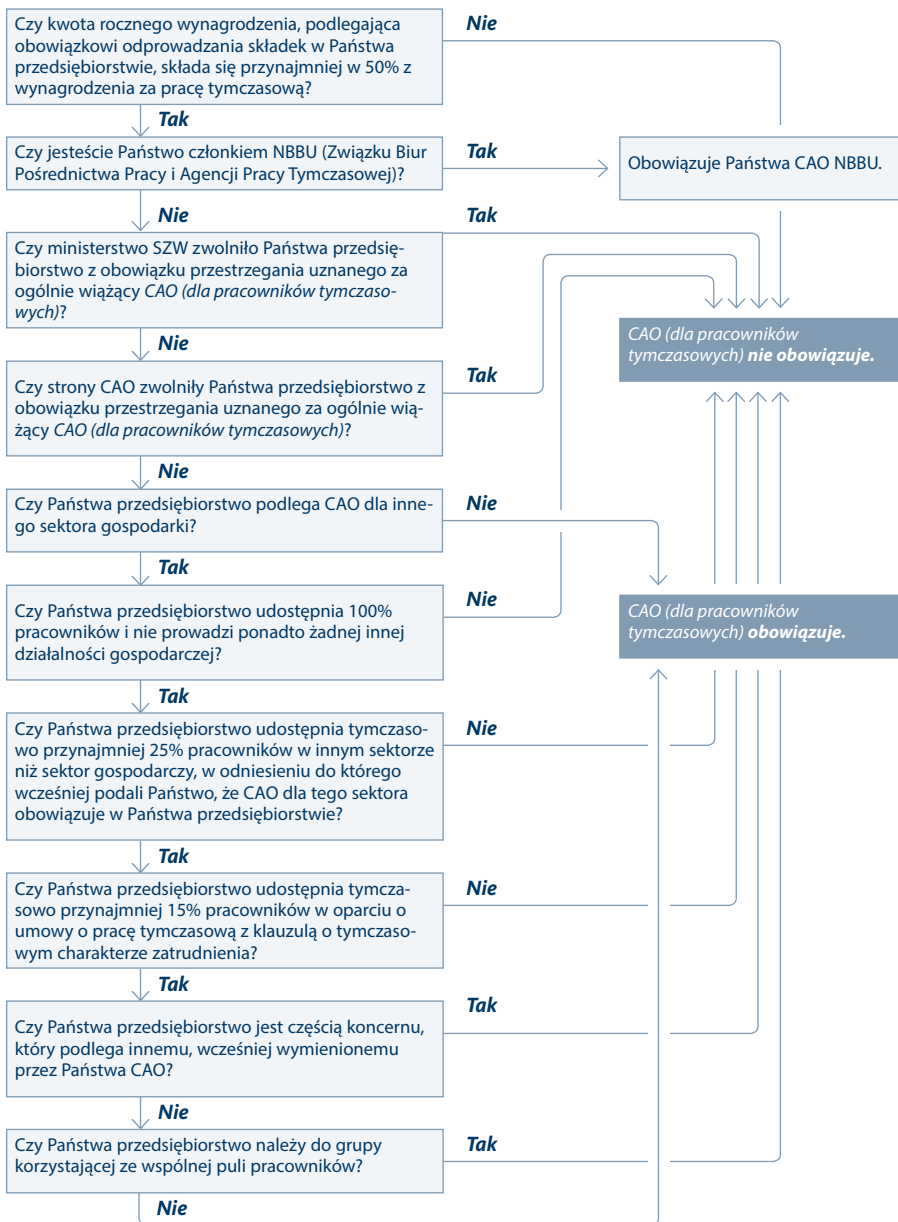 Czy kwota rocznego wynagrodzenia, podlegająca
obowiązkowi odprowadzania składek w Państwa
przedsiębiorstwie, składa się przynajmniej w 50% z
wynagrodzenia za pracę tymczasową?
Nie
Tak
Czy jesteście Państwo członkiem NBBU (Związku Biur
Pośrednictwa Pracy i Agencji Pracy Tymczasowej)?
Tak
Obowiązuje Państwa CAO NBBU.
Nie
Tak
Czy ministerstwo SZW zwolniło Państwa przedsię-
biorstwo z obowiązku przestrzegania uznanego za
ogólnie wiążący CAO (dla pracowników tymczaso-
wych)?
CAO (dla pracowników
tymczasowych) nie obowiązuje.
Nie
Czy strony CAO zwolniły Państwa przedsiębiorstwo z
obowiązku przestrzegania uznanego za ogólnie wią-
żący CAO (dla pracowników tymczasowych)?
Tak
Nie
Czy Państwa przedsiębiorstwo podlega CAO dla inne-
go sektora gospodarki?
Nie
Tak
Czy Państwa przedsiębiorstwo udostępnia 100%
pracowników i nie prowadzi ponadto żadnej innej
działalności gospodarczej?
Nie
CAO (dla pracowników
tymczasowych) obowiązuje.
Tak
Czy Państwa przedsiębiorstwo udostępnia tymczaso-
wo przynajmniej 25% pracowników w innym sektorze
niż sektor gospodarczy, w odniesieniu do którego
wcześniej podali Państwo, że CAO dla tego sektora
obowiązuje w Państwa przedsiębiorstwie?
Nie
Tak
Czy Państwa przedsiębiorstwo udostępnia tymcza-
sowo przynajmniej 15% pracowników w oparciu o
umowy o pracę tymczasową z klauzulą o tymczaso-
wym charakterze zatrudnienia?
Nie
Tak
Czy Państwa przedsiębiorstwo jest częścią koncernu,
który podlega innemu, wcześniej wymienionemu
przez Państwa CAO?
Tak
Nie
Czy Państwa przedsiębiorstwo należy do grupy
korzystającej ze wspólnej puli pracowników?
Tak
Nie